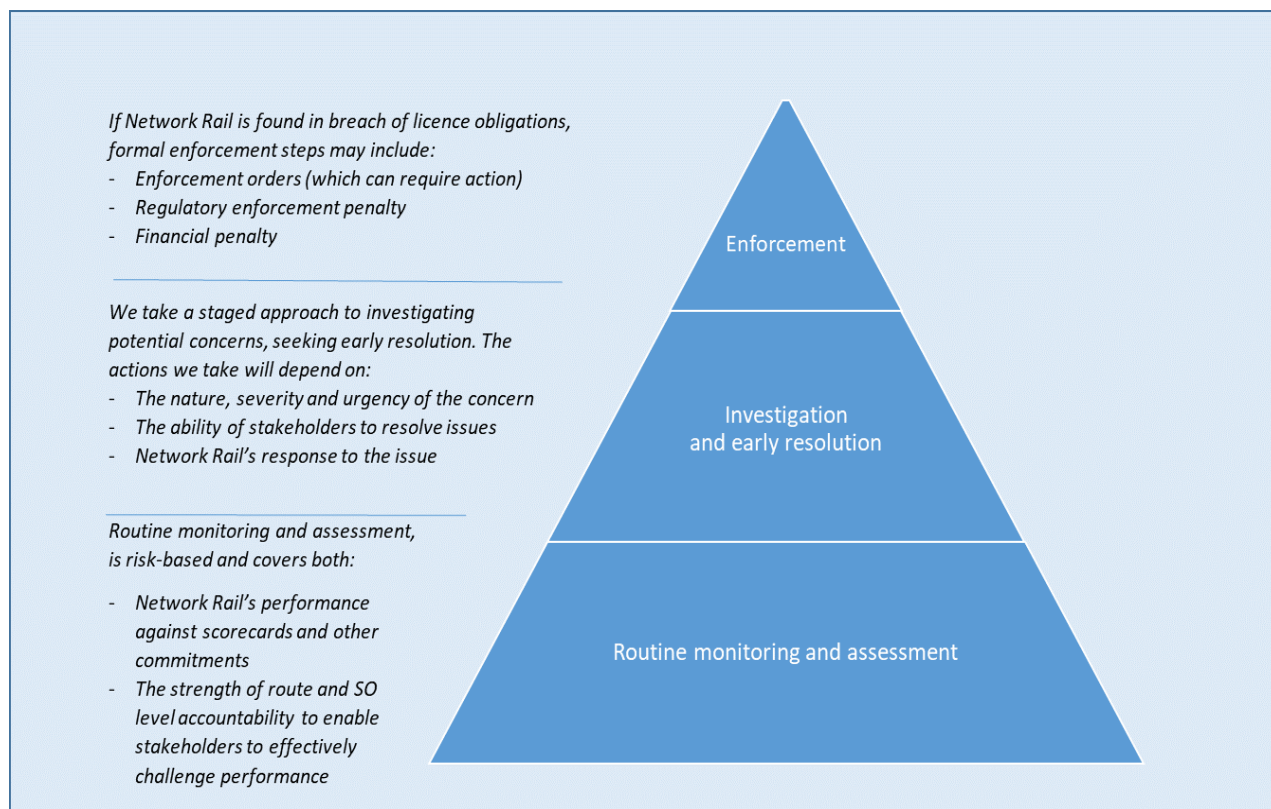 If Network Rail is found in breach of licence obligations,
formal enforcement steps may include:
- Enforcement orders (which can require action)
- Regulatory enforcement penalty
- Financial penalty
Enforcement
We take a staged approach to investigating
potential concerns, seeking early resolution. The
actions we take will depend on:
- The nature, severity and urgency of the concern
- The ability of stakeholders to resolve issues
- Network Rail’s response to the issue
Investigation
and early resolution
Routine monitoring and assessment,
is risk-based and covers both:
- Network Rail’s performance
against scorecards and other
commitments
- The strength of route and SO
level accountability to enable
stakeholders to effectively
challenge performance
Routine monitoring and assessment